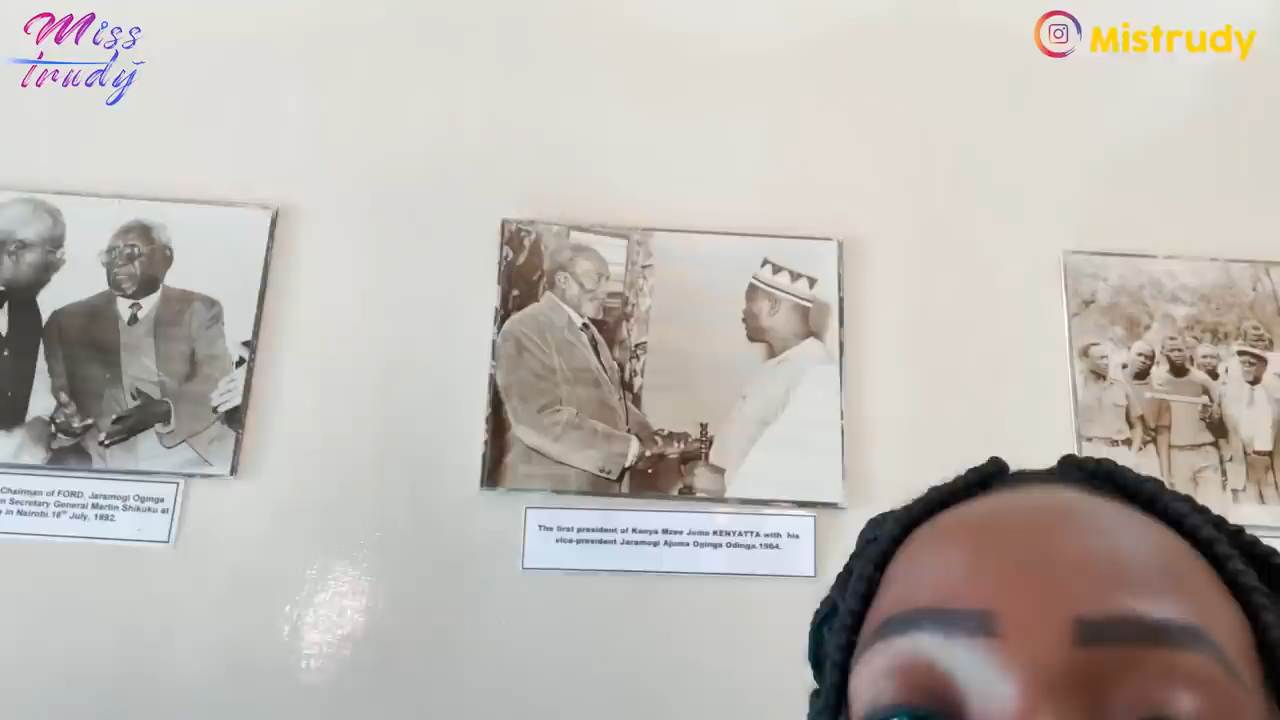 Miss
trudy
Mistrudy
Chairman of FORD, Jaramogi Oginga
Secretary General Martin Shikuku at
in Nairobi.16th July, 1992.
The first president of Kenya Mzee Jomo KENYATTA with his
vice-president Jaramogi Ajuma Oginga Odinga.1964.